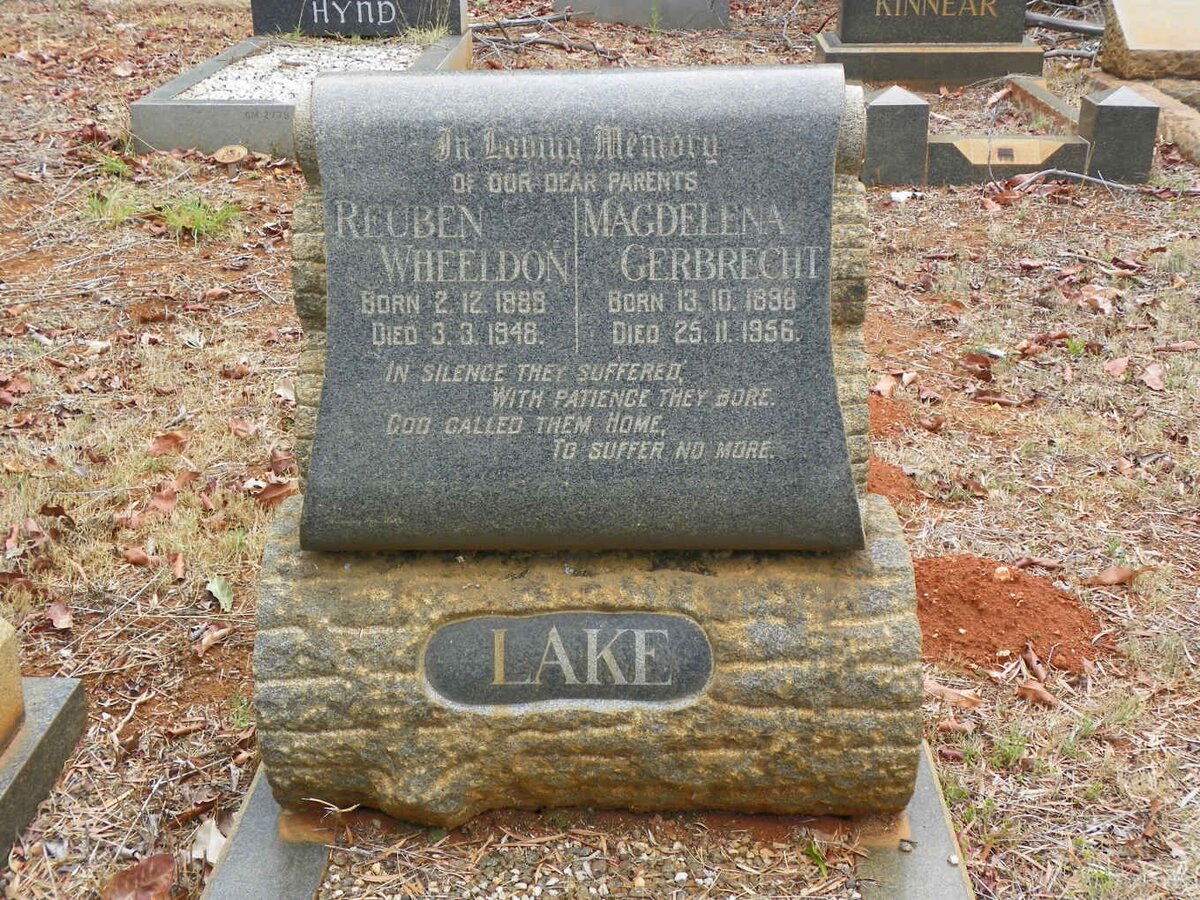 HYND
KINNEAR
GM 2775
In Loving Memory
OF OUR DEAR PARENTS
REUBEN
WHEELDON
BORN 2. 12. 1889
DIED 3. 3. 1948.
MAGDELENA
GERBRECHT
BORN 13. 10. 1898
DIED 25. 11. 1956.
IN SILENCE THEY SUFFERED,
WITH PATIENCE THEY BORE.
GOD CALLED THEM HOME,
TO SUFFER NO MORE.
LAKE